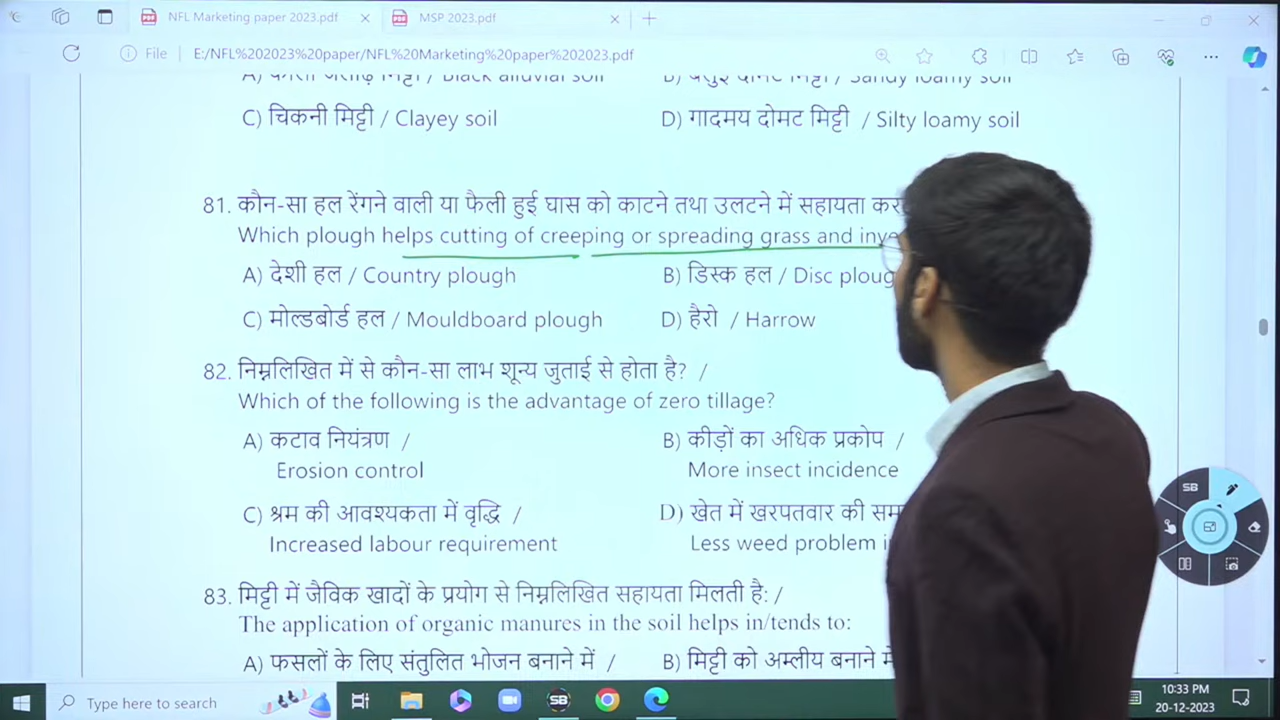 NFL Marketing paper 2023.pdf
MSP 2023.pdf
File E:/NFL%202023%20paper/NFL%20Marketing%20paper%202023.pdf
C) चिकनी मिट्टी / Clayey soil
D) गादमय दोमट मिट्टी / Silty loamy soil
81. कौन-सा हल रेंगने वाली या फैली हुई घास को काटने तथा उलटने में सहायता
Which plough helps cutting of creeping or spreading grass and
A) देशी हल / Country plough
B) डिस्क हल / Disc
C) मोल्डबोर्ड हल / Mouldboard plough
D) हैरो / Harrow
82. निम्नलिखित में से कौन-सा लाभ शून्य जुताई से होता है? /
Which of the following is the advantage of zero tillage?
A) कटाव नियंत्रण /
Erosion control
B) कीड़ों का अधिक प्रकोप /
More insect incidence
C) श्रम की आवश्यकता में वृद्धि /
Increased labour requirement
D) खेत में खरपतवार की
Less weed problem
83. मिट्टी में जैविक खादों के प्रयोग से निम्नलिखित सहायता मिलती है: /
The application of organic manures in the soil helps in/tends to:
A) फसलों के लिए संतुलित भोजन बनाने में /
B) मिट्टी को अम्लीय बनाने में
SB
Type here to search
SB
10:33 PM
20-12-2023